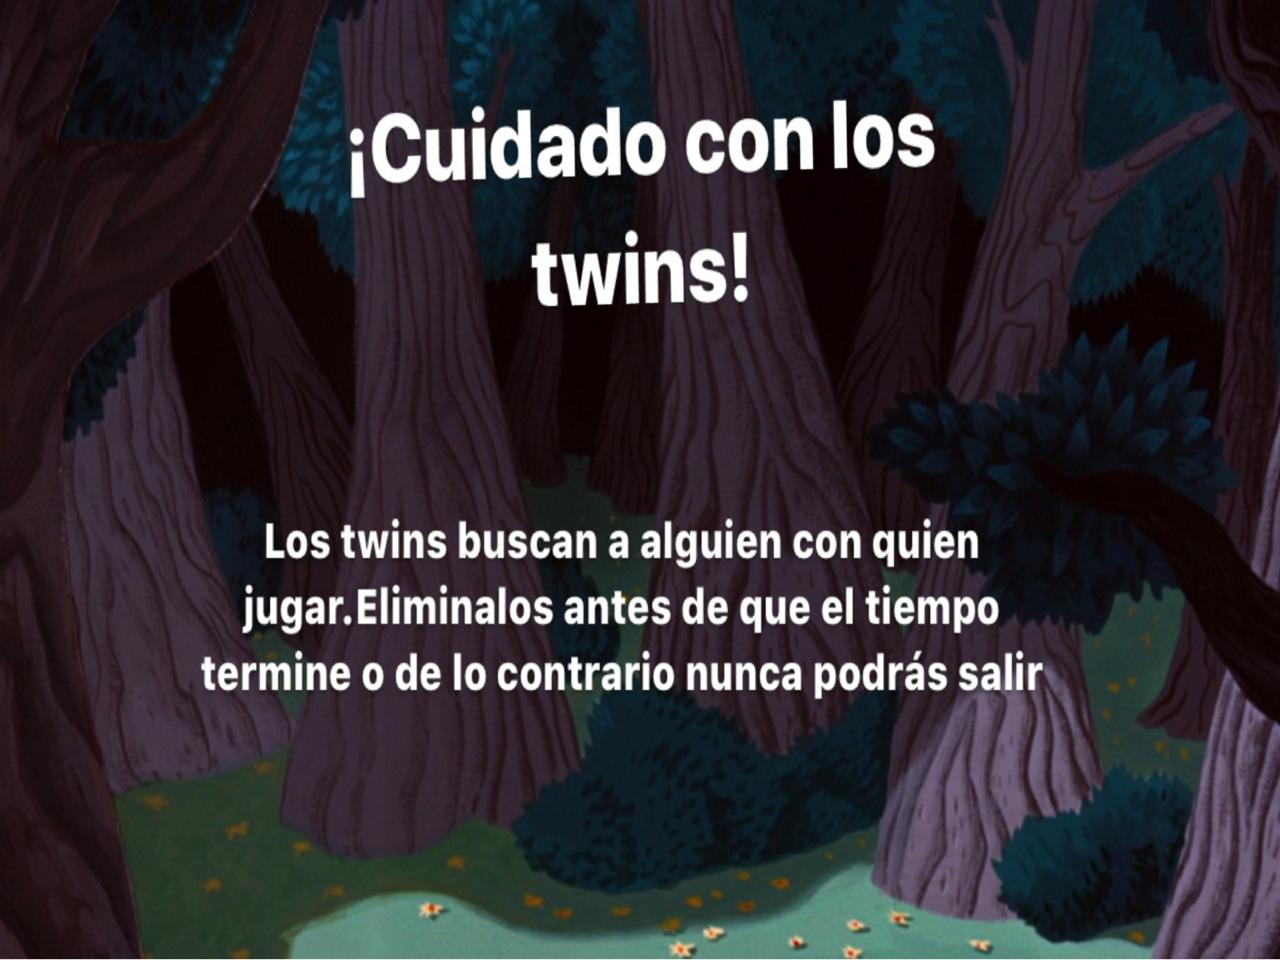 ¡Cuidado con los
twins!
Los twins buscan a alguien con quien
jugar.Eliminalos antes de que el tiempo
termine o de lo contrario nunca podrás salir